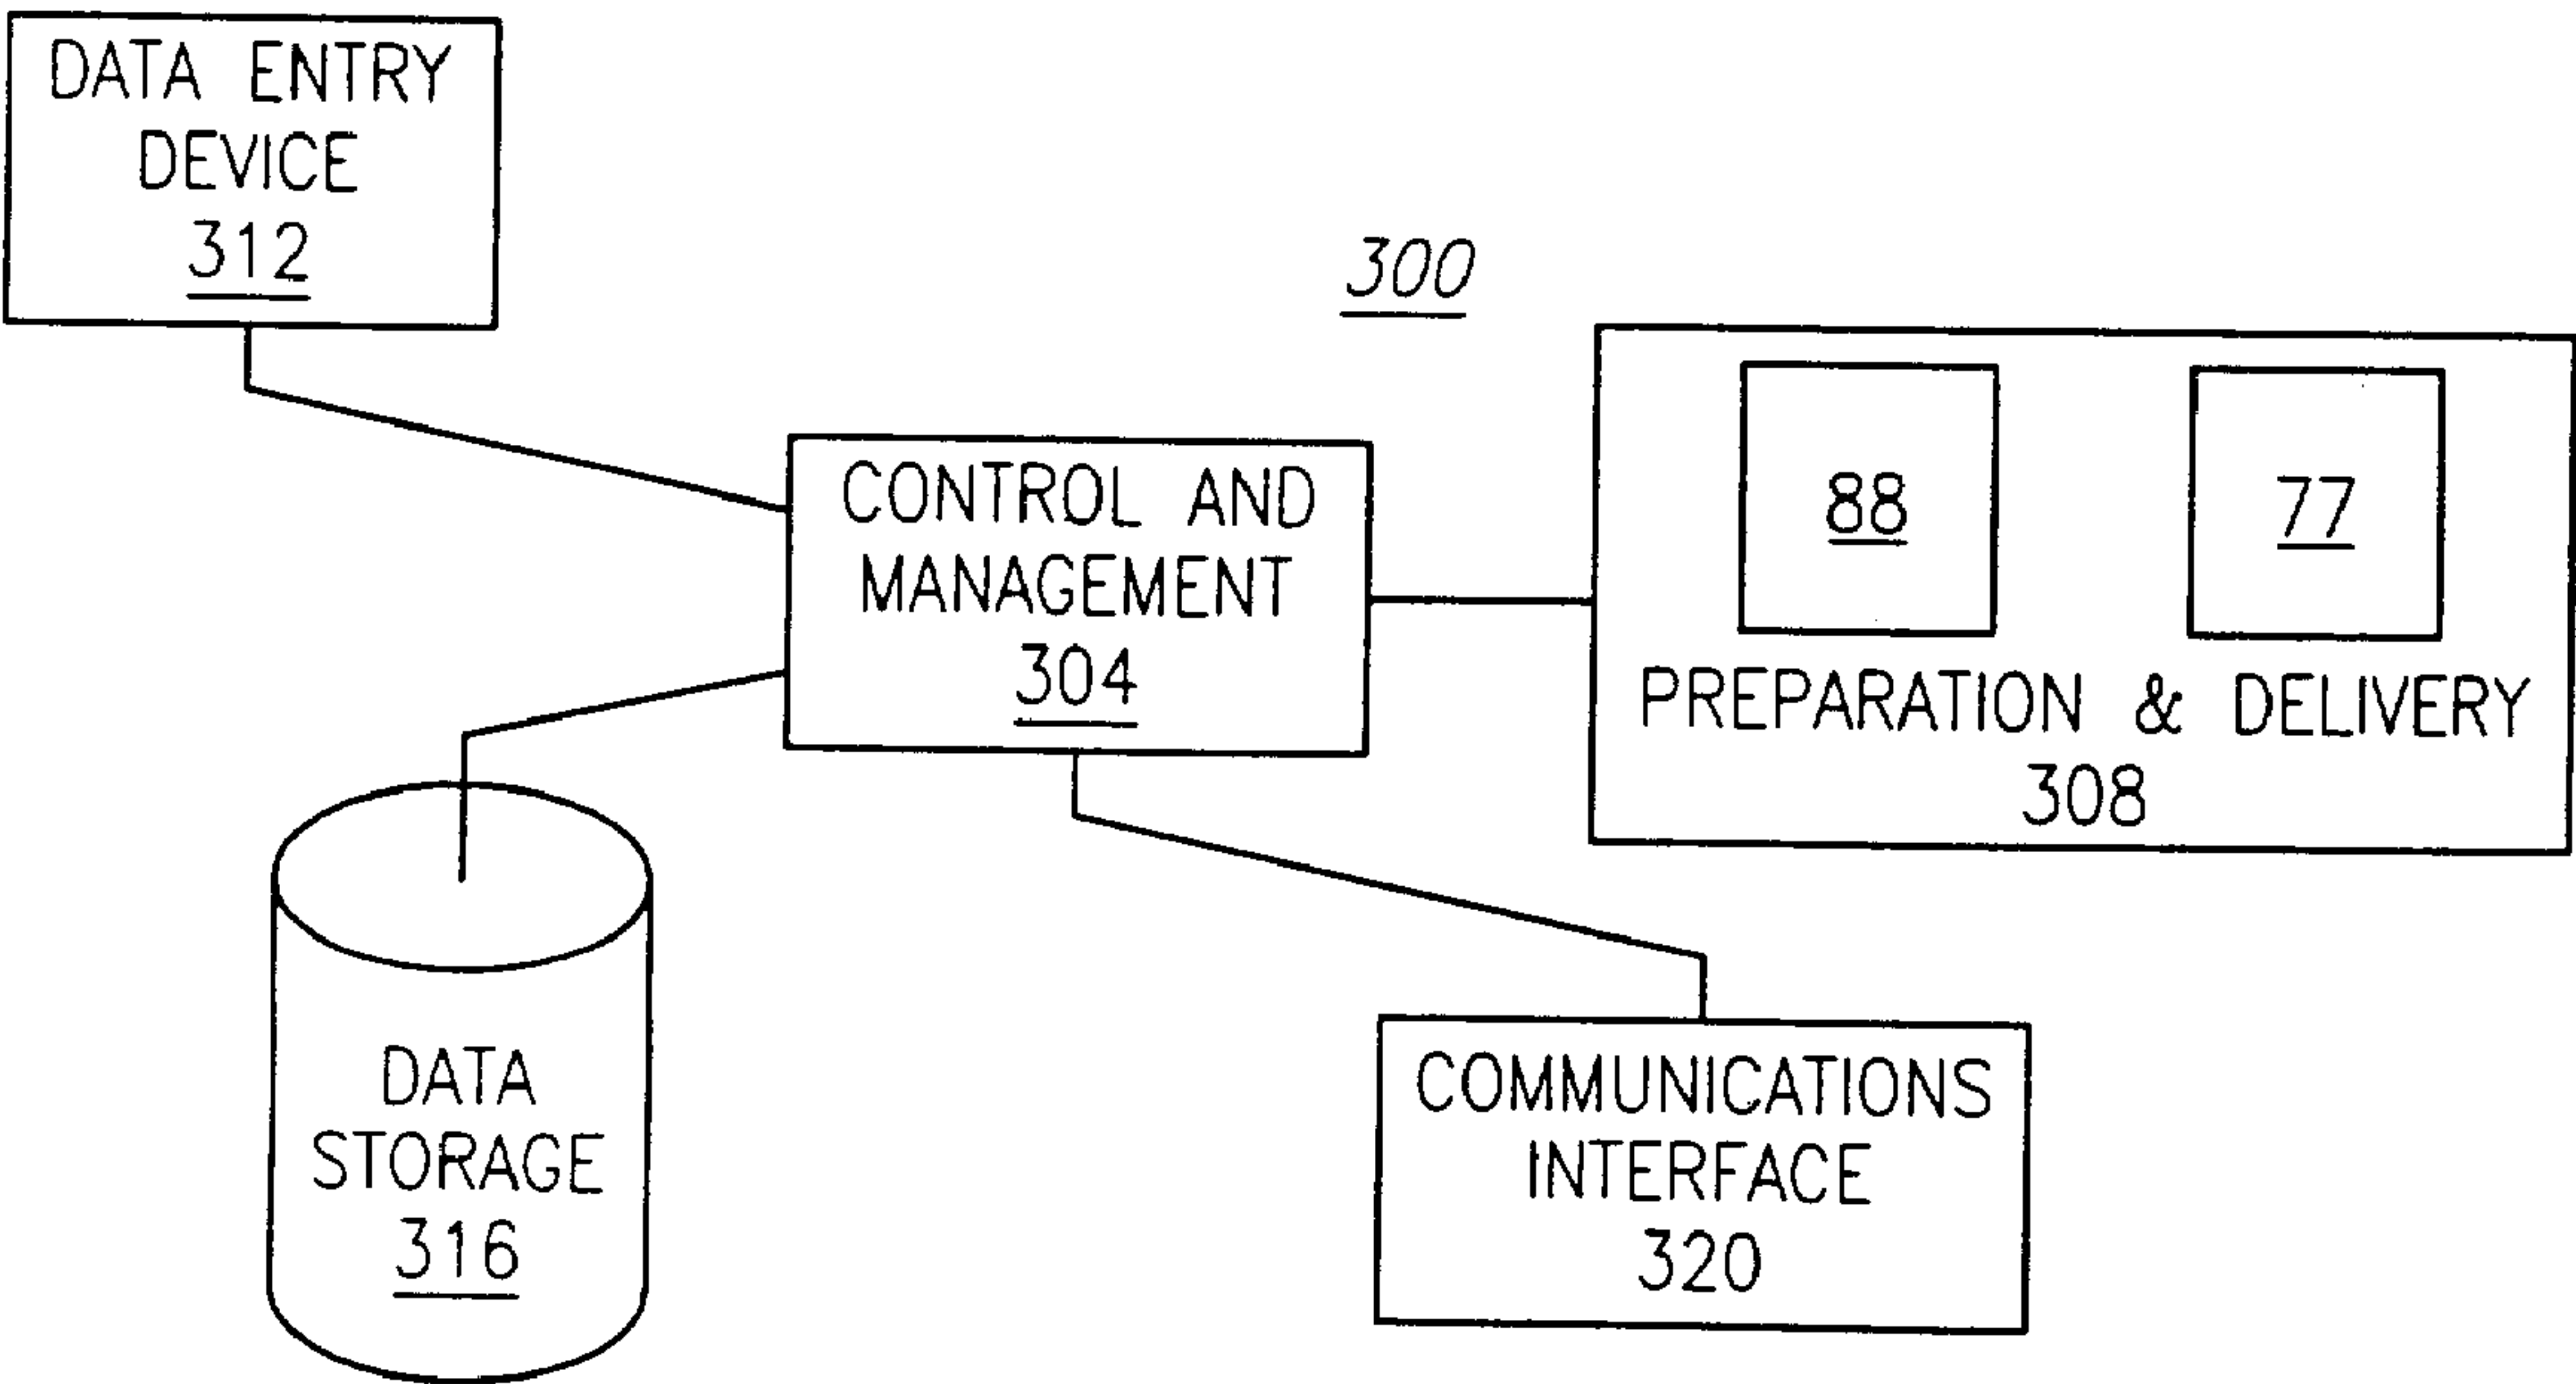 DATA ENTRY
DEVICE
312
300
CONTROL AND
MANAGEMENT
304
88
77
PREPARATION & DELIVERY
308
DATA
STORAGE
316
COMMUNICATIONS
INTERFACE
320